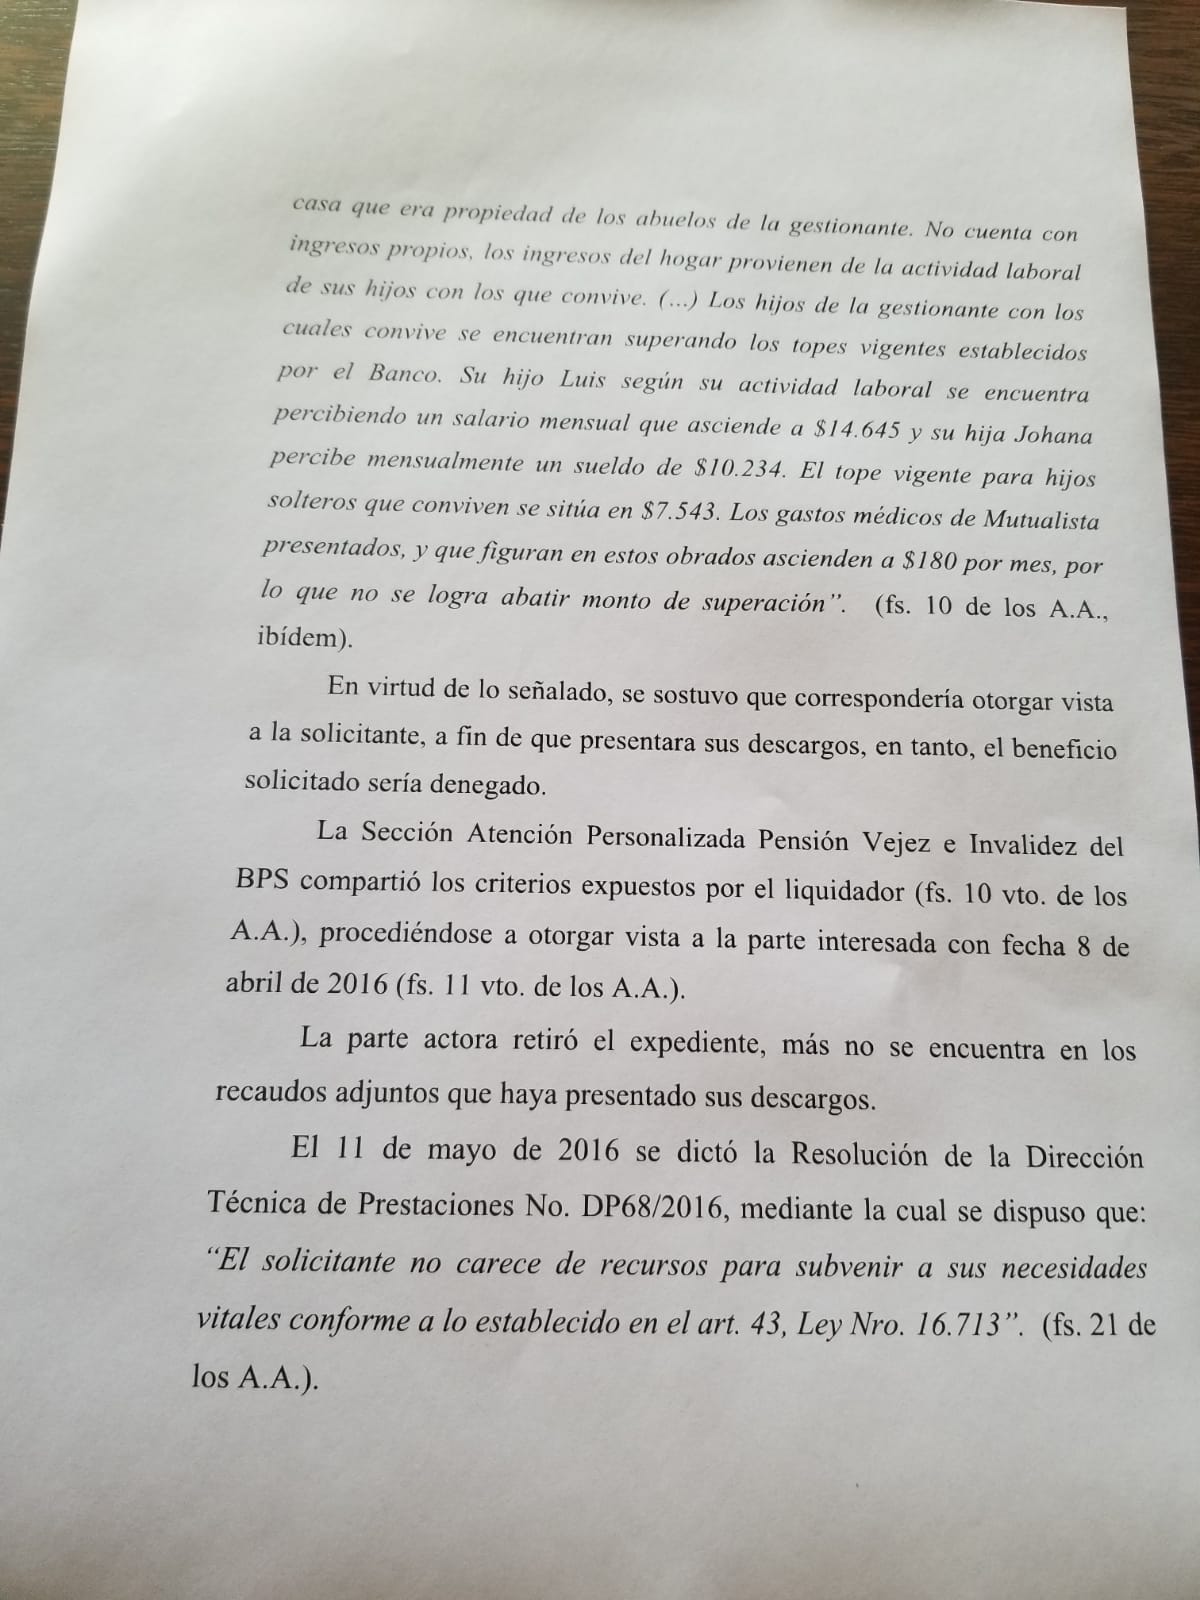 casa que era propiedad de los abuelos de la gestionante. No cuenta con
ingresos propios, los ingresos del hogar provienen de la actividad laboral
de sus hijos con los que convive. (...) Los hijos de la gestionante con los
cuales convive se encuentran superando los topes vigentes establecidos
por el Banco. Su hijo Luis según su actividad laboral se encuentra
percibiendo un salario mensual que asciende a $14.645 y su hija Johana
percibe mensualmente un sueldo de $10.234. El tope vigente para hijos
solteros que conviven se sitúa en $7.543. Los gastos médicos de Mutualista
presentados, y que figuran en estos obrados ascienden a $180 por mes, por
lo que no se logra abatir monto de superación”. (fs. 10 de los A.A.,
ibídem).
En virtud de lo señalado, se sostuvo que correspondería otorgar vista
a la solicitante, a fin de que presentara sus descargos, en tanto, el beneficio
solicitado sería denegado.
La Sección Atención Personalizada Pensión Vejez e Invalidez del
BPS compartió los criterios expuestos por el liquidador (fs. 10 vto. de los
A.A.), procediéndose a otorgar vista a la parte interesada con fecha 8 de
abril de 2016 (fs. 11 vto. de los A.A.).
La parte actora retiró el expediente, más no se encuentra en los
recaudos adjuntos que haya presentado sus descargos.
El 11 de mayo de 2016 se dictó la Resolución de la Dirección
Técnica de Prestaciones No. DP68/2016, mediante la cual se dispuso que:
“El solicitante no carece de recursos para subvenir a sus necesidades
vitales conforme a lo establecido en el art. 43, Ley Nro. 16.713”. (fs. 21 de
los A.A.).